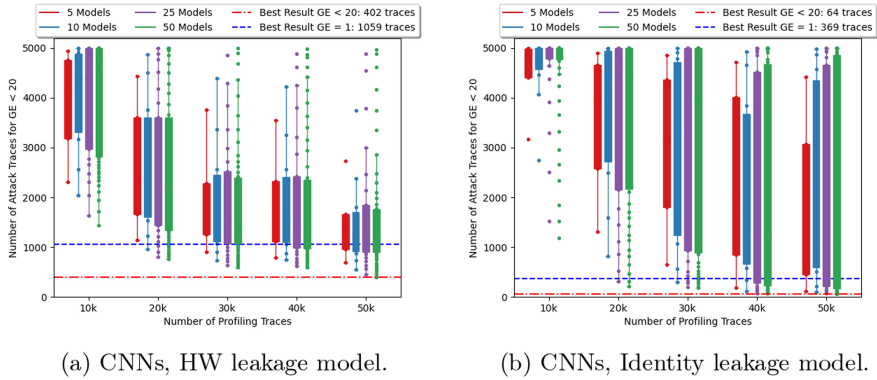 5 Models
10 Models
25 Models
50 Models
Best Result GE < 20: 402 traces
Best Result GE = 1: 1059 traces
Number of Attack Traces for GE < 20
5000
4000
3000
2000
1000
0
10k 20k 30k 40k 50k
Number of Profiling Traces
(a) CNNs, HW leakage model.
5 Models
10 Models
25 Models
50 Models
Best Result GE < 20: 64 traces
Best Result GE = 1: 369 traces
Number of Attack Traces for GE < 20
5000
4000
3000
2000
1000
0
10k 20k 30k 40k 50k
Number of Profiling Traces
(b) CNNs, Identity leakage model.